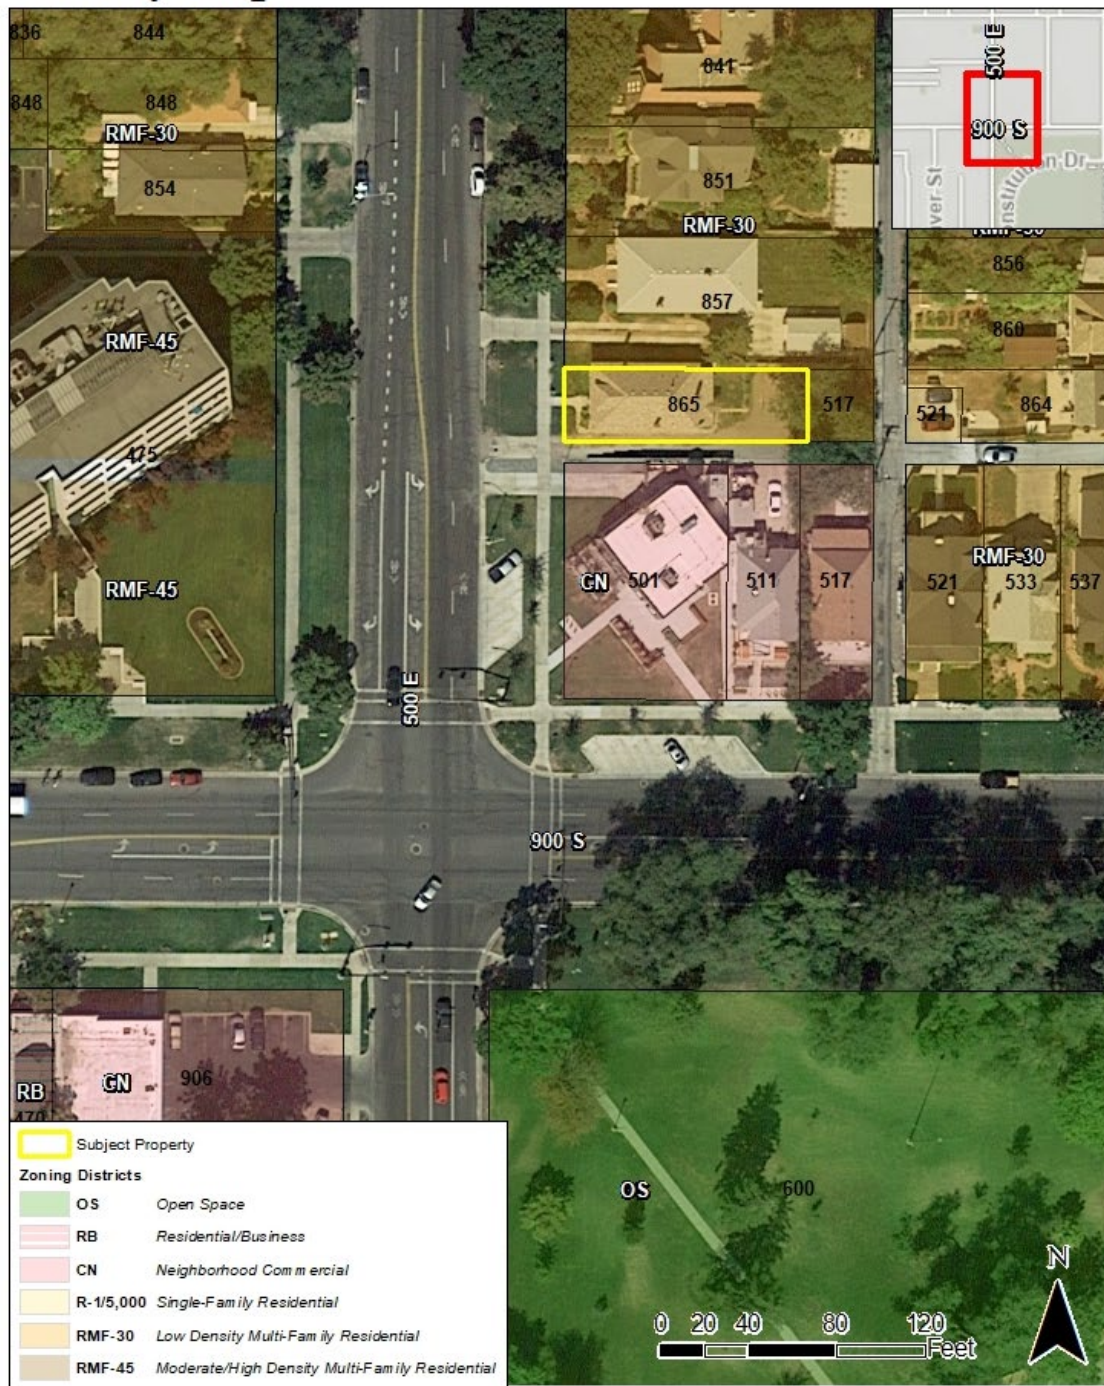 836
844
841
500 E
848
848
RMF-30
900 S
854
851
RMF-30
856
857
860
RMF-45
865
517
521
864
475
RMF-30
RMF-45
CN
501
511
517
521
533
537
500 E
900 S
CN
906
RB
470
Subject Property
Zoning Districts
OS Open Space
RB Residential/Business
CN Neighborhood Commercial
R-1/5,000 Single-Family Residential
RMF-30 Low Density Multi-Family Residential
RMF-45 Moderate/High Density Multi-Family Residential
OS
600
N
0 20 40 80 120
Feet